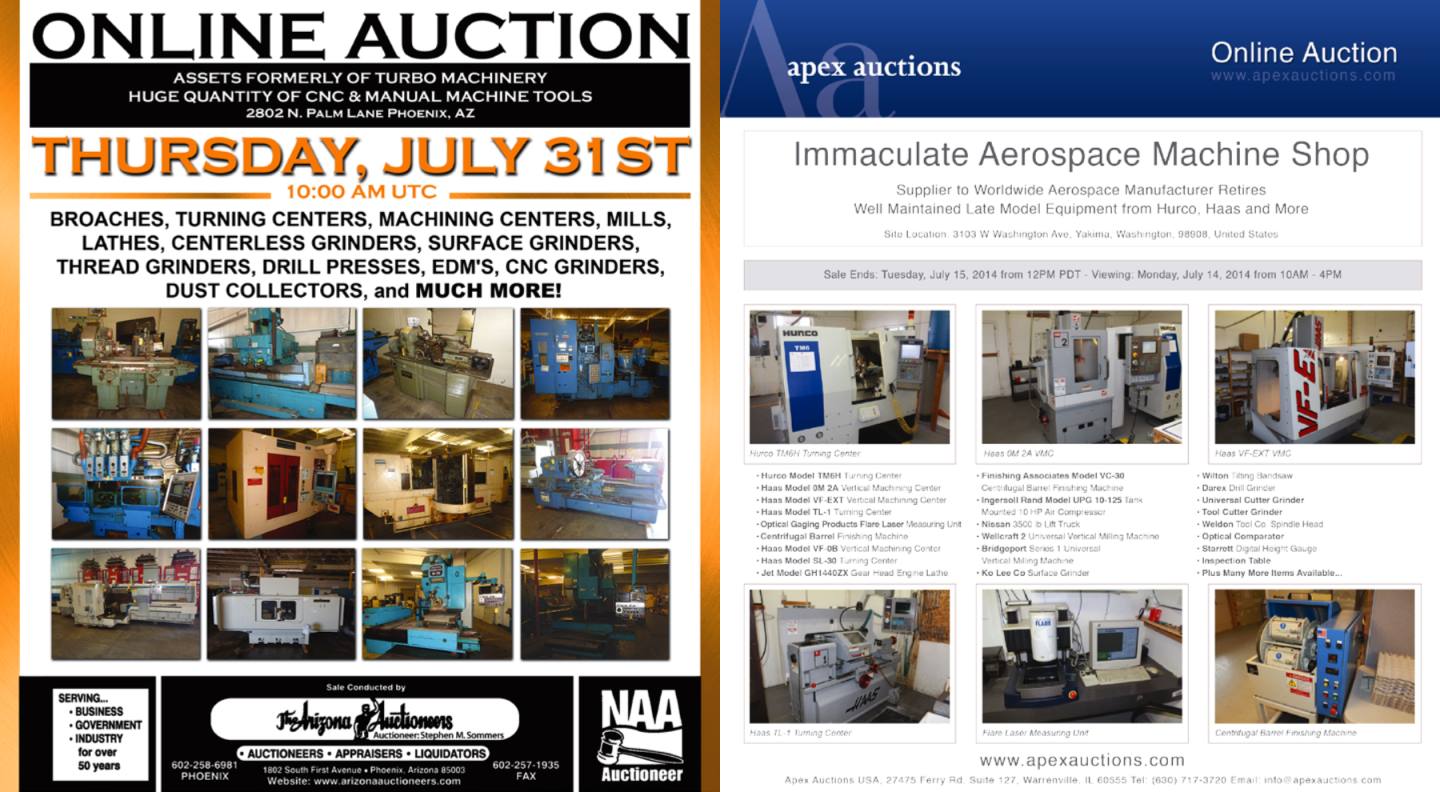 ONLINE AUCTION
ASSETS FORMERLY OF TURBO MACHINERY
HUGE QUANTITY OF CNC & MANUAL MACHINE TOOLS
2802 N. PALM LANE PHOENIX, AZ
THURSDAY, JULY 31ST
10:00 AM UTC
BROACHES, TURNING CENTERS, MACHINING CENTERS, MILLS,
LATHES, CENTERLESS GRINDERS, SURFACE GRINDERS,
THREAD GRINDERS, DRILL PRESSES, EDM'S, CNC GRINDERS,
DUST COLLECTORS, and MUCH MORE!
SERVING...
• BUSINESS
• GOVERNMENT
• INDUSTRY
for over
50 years
Sale Conducted by
The Arizona Auctioneers
Auctioneer: Stephen M. Sommers
• AUCTIONEERS • APPRAISERS • LIQUIDATORS •
602-258-6981
PHOENIX
1802 South First Avenue • Phoenix, Arizona 85003
Website: www.arizonaauctioneers.com
602-257-1935
FAX
NAA
Auctioneer
Aa
apex auctions
Online Auction
www.apexauctions.com
Immaculate Aerospace Machine Shop
Supplier to Worldwide Aerospace Manufacturer Retires
Well Maintained Late Model Equipment from Hurco, Haas and More
Site Location: 3103 W Washington Ave, Yakima, Washington, 98908, United States
Sale Ends: Tuesday, July 15, 2014 from 12PM PDT - Viewing: Monday, July 14, 2014 from 10AM - 4PM
HURCO
TM6
2
VF-E
Hurco TM6H Turning Center
Haas 0M 2A VMC
Haas VF-EXT VMC
• Hurco Model TM6H Turning Center
• Haas Model 0M 2A Vertical Machining Center
• Haas Model VF-EXT Vertical Machining Center
• Haas Model TL-1 Turning Center
• Optical Gaging Products Flare Laser Measuring Unit
• Centrifugal Barrel Finishing Machine
• Haas Model VF-0B Vertical Machining Center
• Haas Model SL-30 Turning Center
• Jet Model GH1440ZX Gear Head Engine Lathe
• Finishing Associates Model VC-30
Centrifugal Barrel Finishing Machine
• Ingersoll Rand Model UPG 10-125 Tank
Mounted 10 HP Air Compressor
• Nissan 3500 lb Lift Truck
• Wellcraft 2 Universal Vertical Milling Machine
• Bridgeport Series 1 Universal
Vertical Milling Machine
• Ko Lee Co Surface Grinder
• Wilton Tilting Bandsaw
• Darex Drill Grinder
• Universal Cutter Grinder
• Tool Cutter Grinder
• Weldon Tool Co. Spindle Head
• Optical Comparator
• Starrett Digital Height Gauge
• Inspection Table
• Plus Many More Items Available...
HAAS
FLARE
Haas TL-1 Turning Center
Flare Laser Measuring Unit
Centrifugal Barrel Finishing Machine
www.apexauctions.com
Apex Auctions USA, 27475 Ferry Rd. Suite 127, Warrenville, IL 60555 Tel: (630) 717-3720 Email: info@apexauctions.com